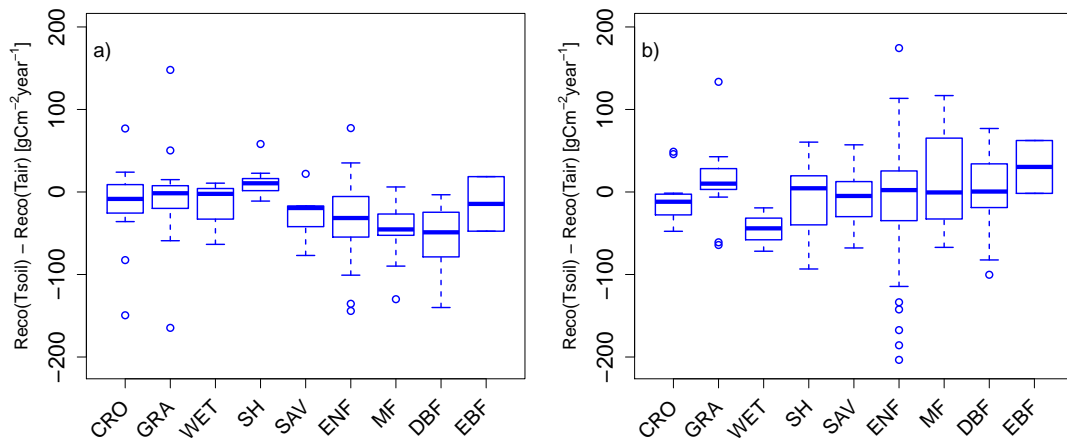 a)
Reco(Tsoil) − Reco(Tair) [gCm−2year−1]
200
100
0
−100
−200
CRO
GRA
WET
SH
SAV
ENF
MF
DBF
EBF
b)
Reco(Tsoil) − Reco(Tair) [gCm−2year−1]
200
100
0
−100
−200
CRO
GRA
WET
SH
SAV
ENF
MF
DBF
EBF